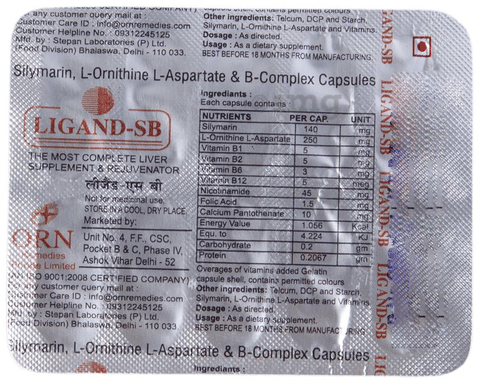 any customer query mail at :
Customer Care ID : info@ornremedies.com
Customer Helpline No. : 09312245125
Mfd. by : Stepan Laboratories (P) Ltd.
(Food Division) Bhalaswa, Delhi - 110 033.
capsule shell, contains permitted colours.
Other ingredients: Telcum, DCP and Starch,
Silymarin, L-Ornithine L-Aspartate and Vitamins
Dosage : As directed.
Usage : As a dietary supplement.
BEST BEFORE 18 MONTHS FROM MANUFACTURING.
Silymarin, L-Ornithine L-Aspartate & B-Complex Capsules
LIGAND-SB
THE MOST COMPLETE LIVER
SUPPLEMENT & REJUVENATOR
लीजैंड-एस बी
Not for medicinal use.
STORE IN A COOL, DRY PLACE.
Marketed by:
ORN
Remedies
Limited
Unit No. 4, F.F., CSC,
Pocket B & C, Phase IV,
Ashok Vihar Delhi - 52
Ingredients :
Each capsule contains :
NUTRIENTS PER CAP. UNIT
Silymarin 140 mg
L-Ornithine L-Aspartate 250 mg
Vitamin B1 5 mg
Vitamin B2 5 mg
Vitamin B6 3 mg
Vitamin B12 5 mcg
Nicotinamide 45 mg
Folic Acid 1.5 mg
Calcium Pantothenate 10 mg
Energy Value 1.056 Kcal
Equ. to 4.224 KJ
Carbohydrate 0.2 gm
Protein 0.2067 gm
Overages of vitamins added Gelatin
capsule shell, contains permitted colours
Other ingredients: Telcum, DCP and Starch,
Silymarin, L-Ornithine L-Aspartate and Vitamins
Dosage : As directed.
Usage : As a dietary supplement.
BEST BEFORE 18 MONTHS FROM MANUFACTURING
ISO 9001:2008 CERTIFIED COMPANY)
customer query mail at :
Customer Care ID : info@ornremedies.com
Customer Helpline No. : 09312245125
Mfd. by : Stepan Laboratories (P) Ltd.
(Food Division) Bhalaswa, Delhi - 110 033
Silymarin, L-Ornithine L-Aspartate & B-Complex Capsules
Ingredients :
LIGAND-SB
LIGAND-SB
LIGAND-SB